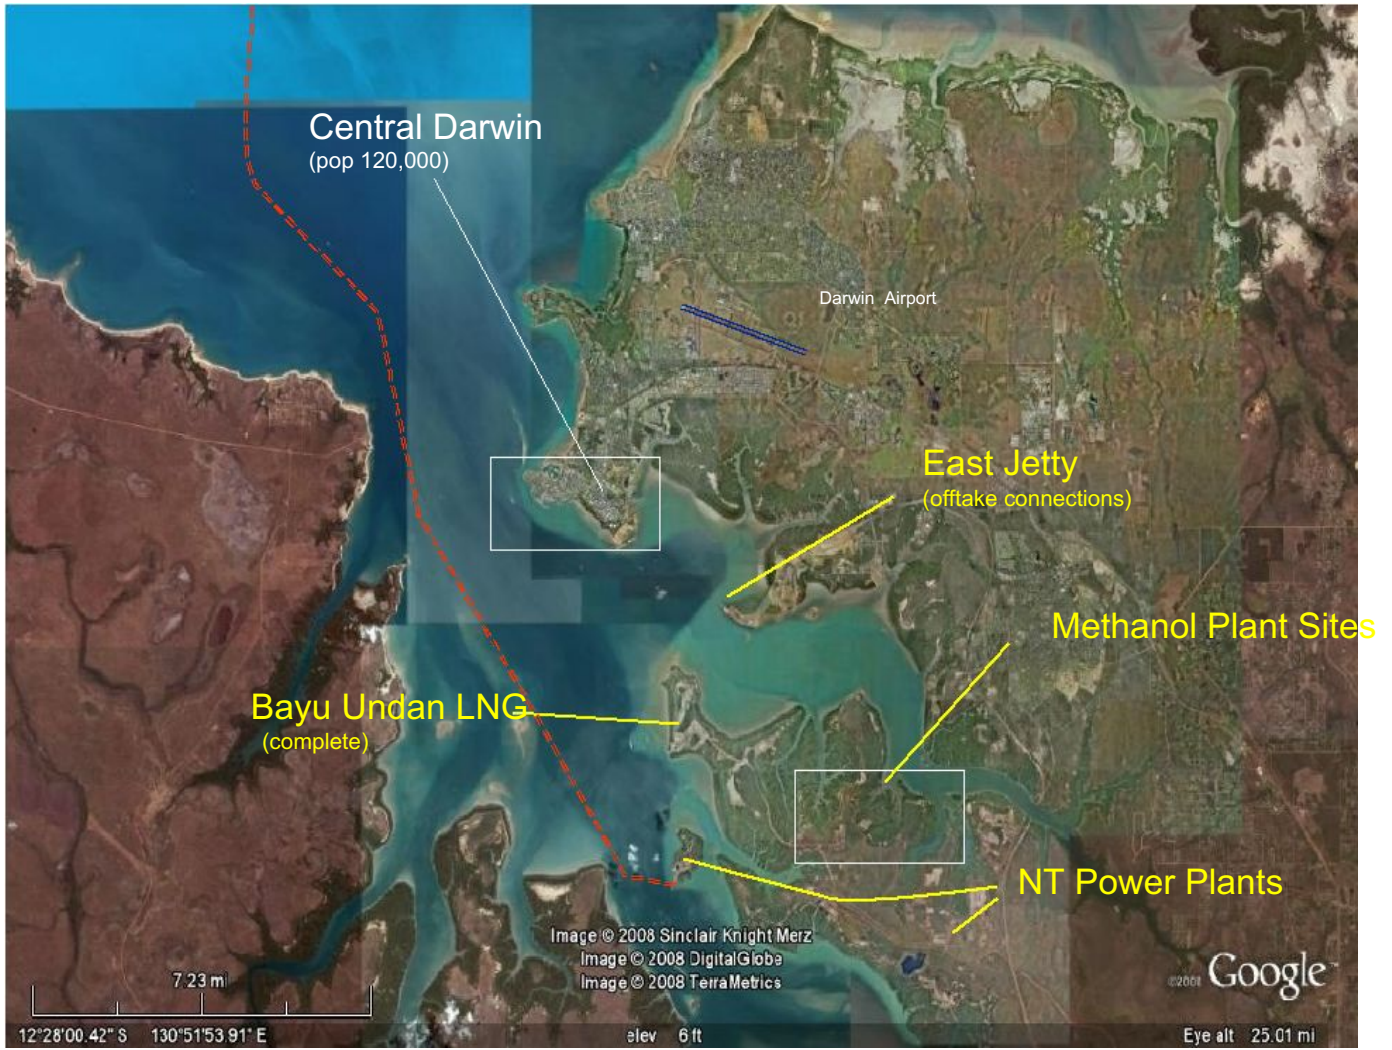 Central Darwin
(pop 120,000)
Darwin Airport
East Jetty
(offtake connections)
Methanol Plant Sites
Bayu Undan LNG
(complete)
NT Power Plants
Image © 2008 Sinclair Knight Merz
Image © 2008 DigitalGlobe
Image © 2008 TerraMetrics
©2008 Google™
7.23 mi
12°28'00.42" S 130°51'53.91" E
elev 6 ft
Eye alt 25.01 mi